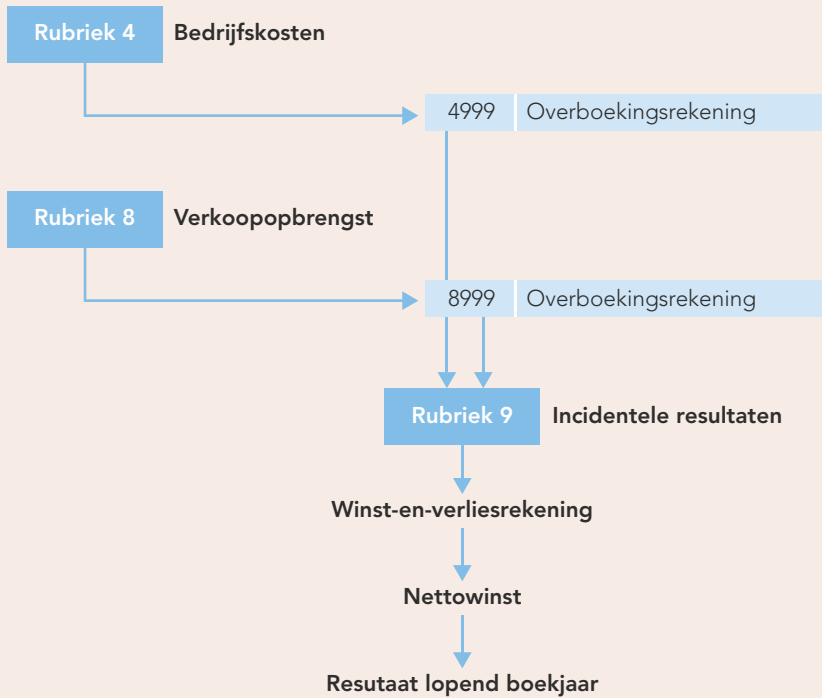 Rubriek 4 Bedrijfskosten
4999 Overboekingsrekening
Rubriek 8 Verkoopopbrengst
8999 Overboekingsrekening
Rubriek 9 Incidentele resultaten
Winst-en-verliesrekening
Nettowinst
Resutaat lopend boekjaar